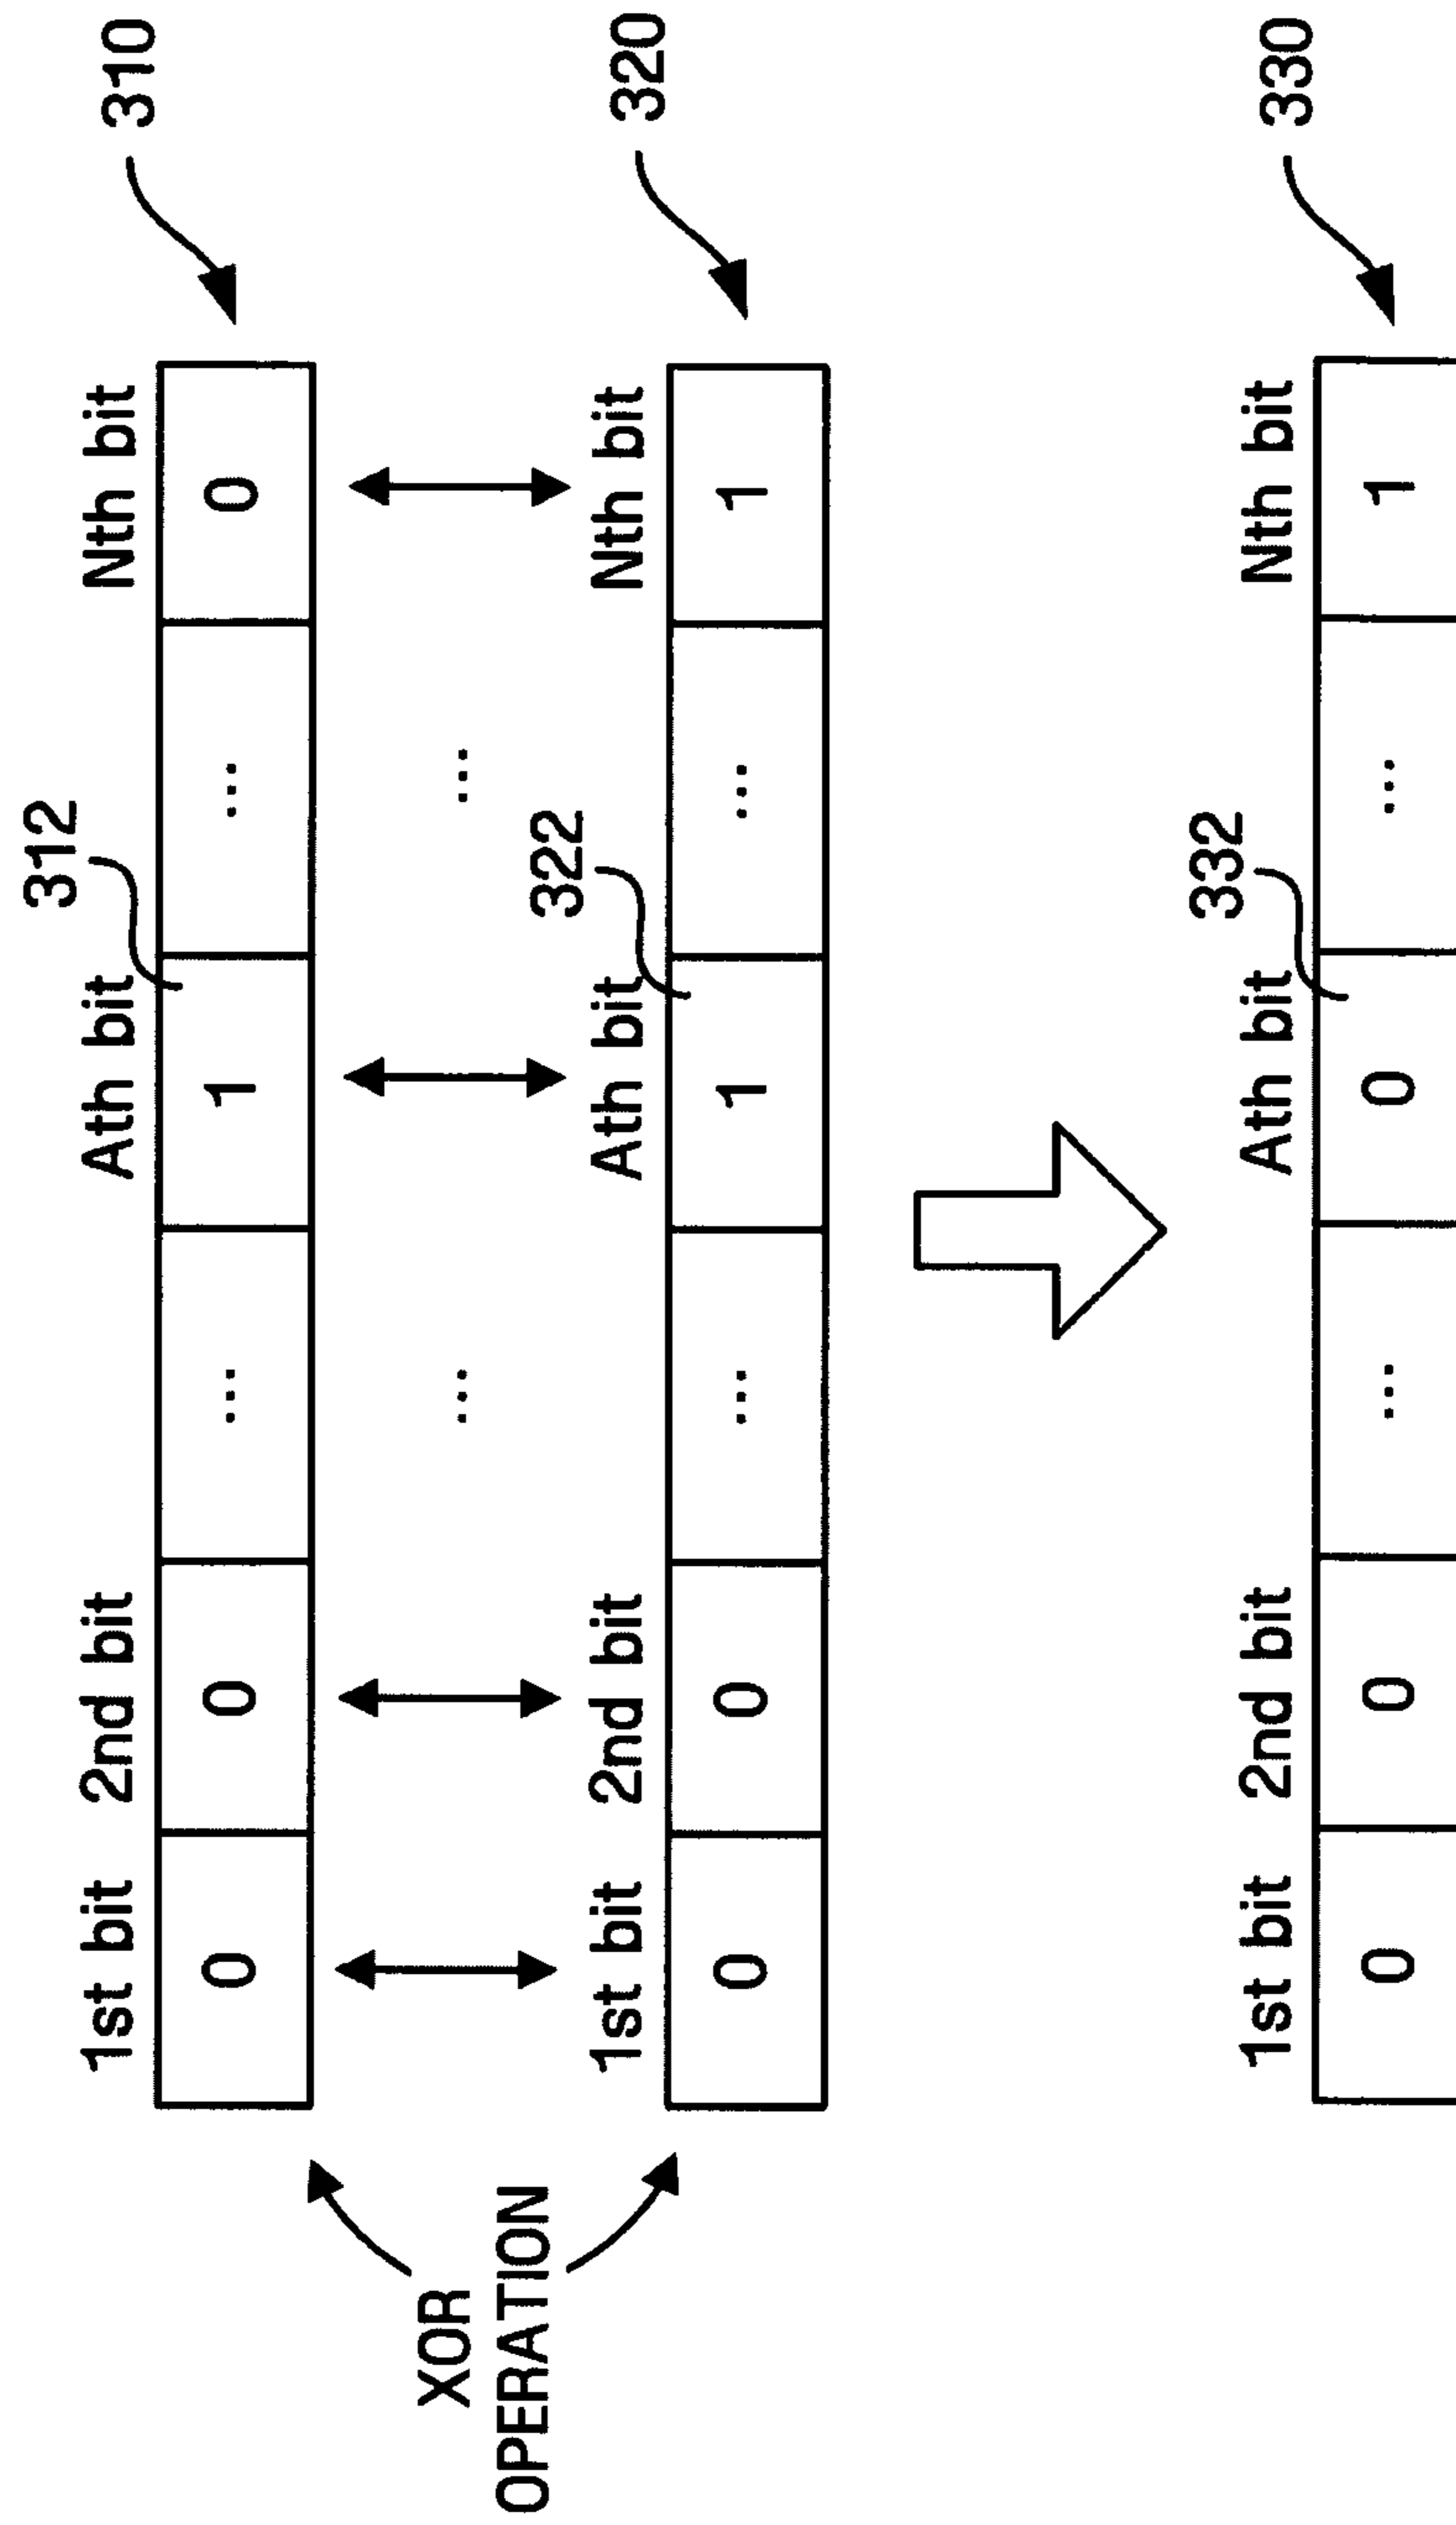 312
1st bit 2nd bit Ath bit Nth bit 310
0 0 ... 1 ... 0
XOR OPERATION
... ...
322
1st bit 2nd bit Ath bit Nth bit 320
0 0 ... 1 ... 1
332
1st bit 2nd bit Ath bit Nth bit 330
0 0 ... 0 ... 1